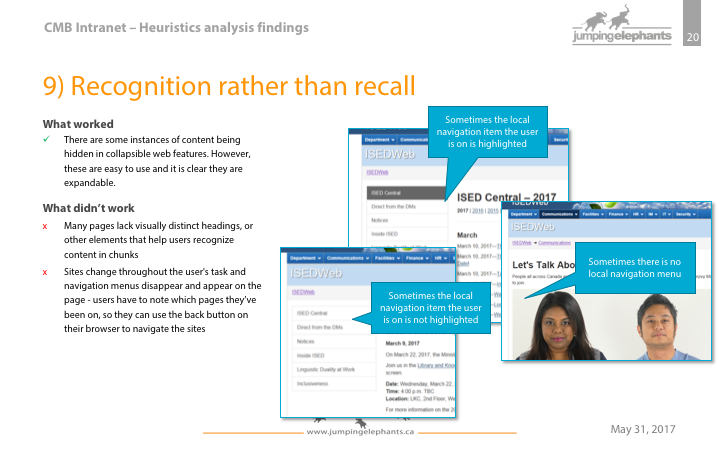 CMB Intranet – Heuristics analysis findings
jumpingelephants
20
9) Recognition rather than recall
What worked
✓ There are some instances of content being
hidden in collapsible web features. However,
these are easy to use and it is clear they are
expandable.
What didn't work
x Many pages lack visually distinct headings, or
other elements that help users recognize
content in chunks
x Sites change throughout the user's task and
navigation menus disappear and appear on the
page - users have to note which pages they've
been on, so they can use the back button on
their browser to navigate the sites
Sometimes the local
navigation item the user
is on is highlighted
Department
ISEDWeb
ISEDWeb
ISED Central
Direct from the DMs
Notices
Inside ISED
ISED Central – 2017
2017 | 2016 | 2015
March
March 10, 2017
March 10, 2017
Date!
March 10, 2017
Department Communications Facilities Finance HR
ISEDWeb
ISEDWeb
ISED Central
Direct from the DMs
Notices
Inside ISED
Linguistic Duality at Work
Inclusiveness
March 9, 2017
On March 22, 2017, the Minist
Join us in the Library and Kno
screen.
Date: Wednesday, March 22,
Time: 4:00 p.m. TBC
Location: LKC, 2nd Floor, We
For more information on the 20
Sometimes the local
navigation item the user
is on is not highlighted
ISEDWeb
Department Communications Facilities Finance HR IM IT Security
ISEDWeb
ISEDWeb Communications
Let's Talk Abo
People all across Canada
to join
Sometimes there is no
local navigation menu
www.jumpingelephants.ca
May 31, 2017